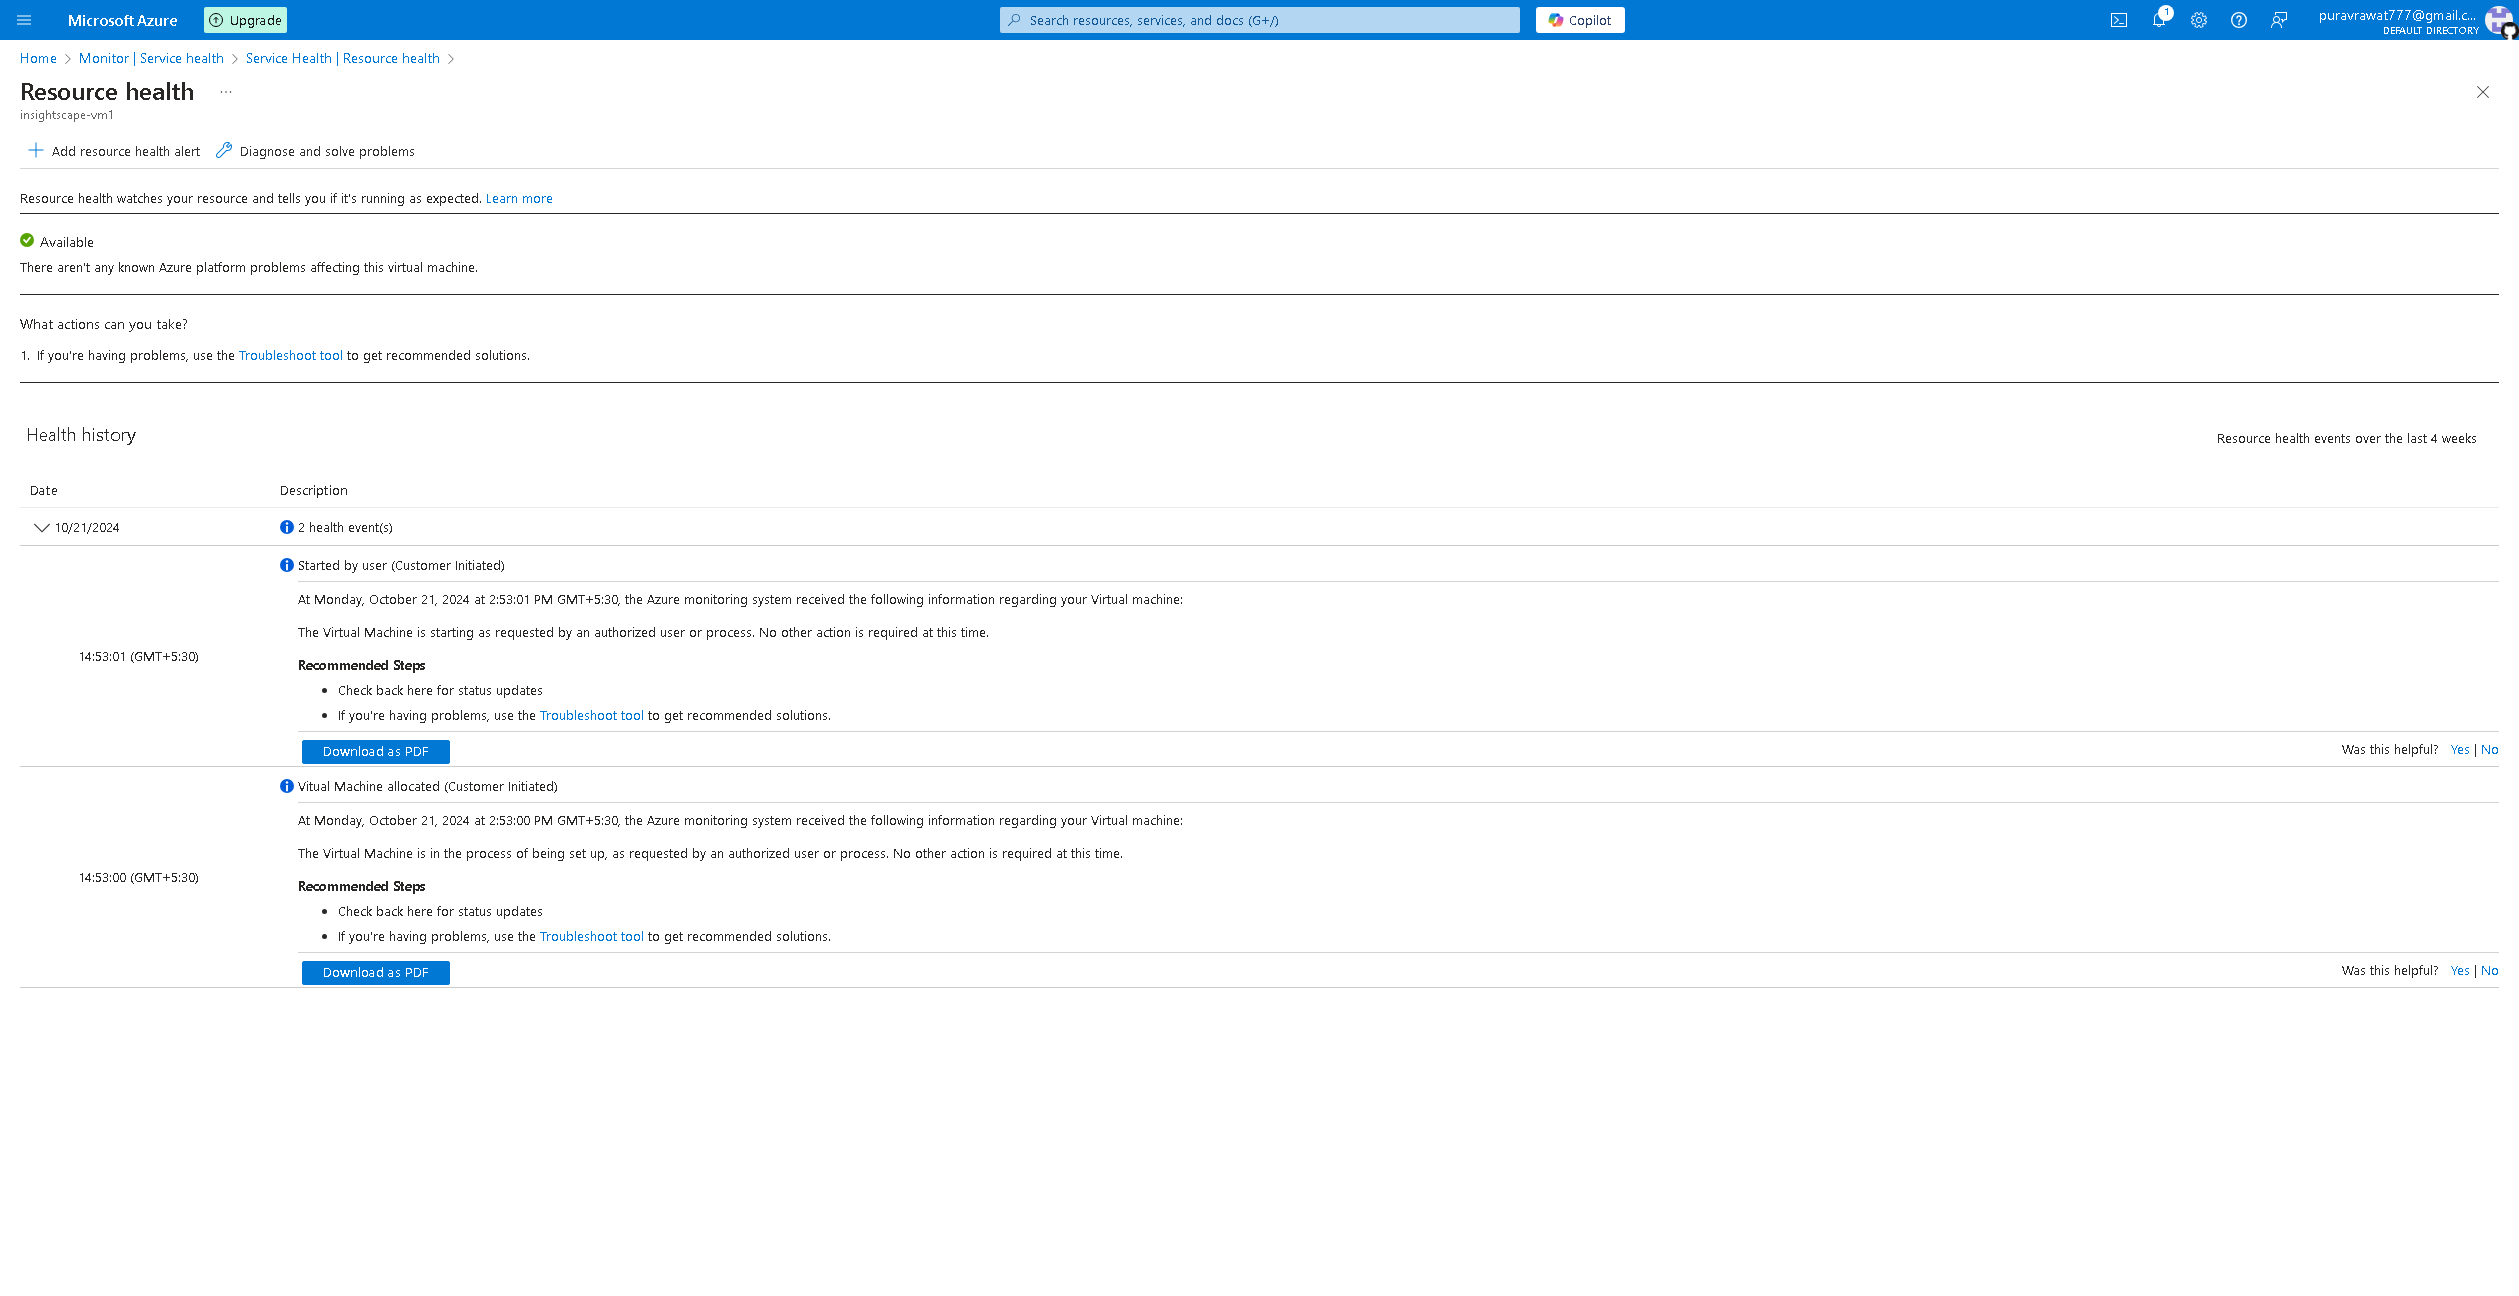 Microsoft Azure
Upgrade
Search resources, services, and docs (G+/)
Copilot
1
puravrawat777@gmail.c...
DEFAULT DIRECTORY
Home > Monitor | Service health > Service Health | Resource health >
Resource health ...
insightscape-vm1
Add resource health alert
Diagnose and solve problems
Resource health watches your resource and tells you if it's running as expected. Learn more
Available
There aren't any known Azure platform problems affecting this virtual machine.
What actions can you take?
1. If you're having problems, use the Troubleshoot tool to get recommended solutions.
Health history
Resource health events over the last 4 weeks
Date
Description
10/21/2024
2 health event(s)
Started by user (Customer Initiated)
At Monday, October 21, 2024 at 2:53:01 PM GMT+5:30, the Azure monitoring system received the following information regarding your Virtual machine:
The Virtual Machine is starting as requested by an authorized user or process. No other action is required at this time.
14:53:01 (GMT+5:30)
Recommended Steps
• Check back here for status updates
• If you're having problems, use the Troubleshoot tool to get recommended solutions.
Download as PDF
Was this helpful? Yes | No
Vitual Machine allocated (Customer Initiated)
At Monday, October 21, 2024 at 2:53:00 PM GMT+5:30, the Azure monitoring system received the following information regarding your Virtual machine:
The Virtual Machine is in the process of being set up, as requested by an authorized user or process. No other action is required at this time.
14:53:00 (GMT+5:30)
Recommended Steps
• Check back here for status updates
• If you're having problems, use the Troubleshoot tool to get recommended solutions.
Download as PDF
Was this helpful? Yes | No